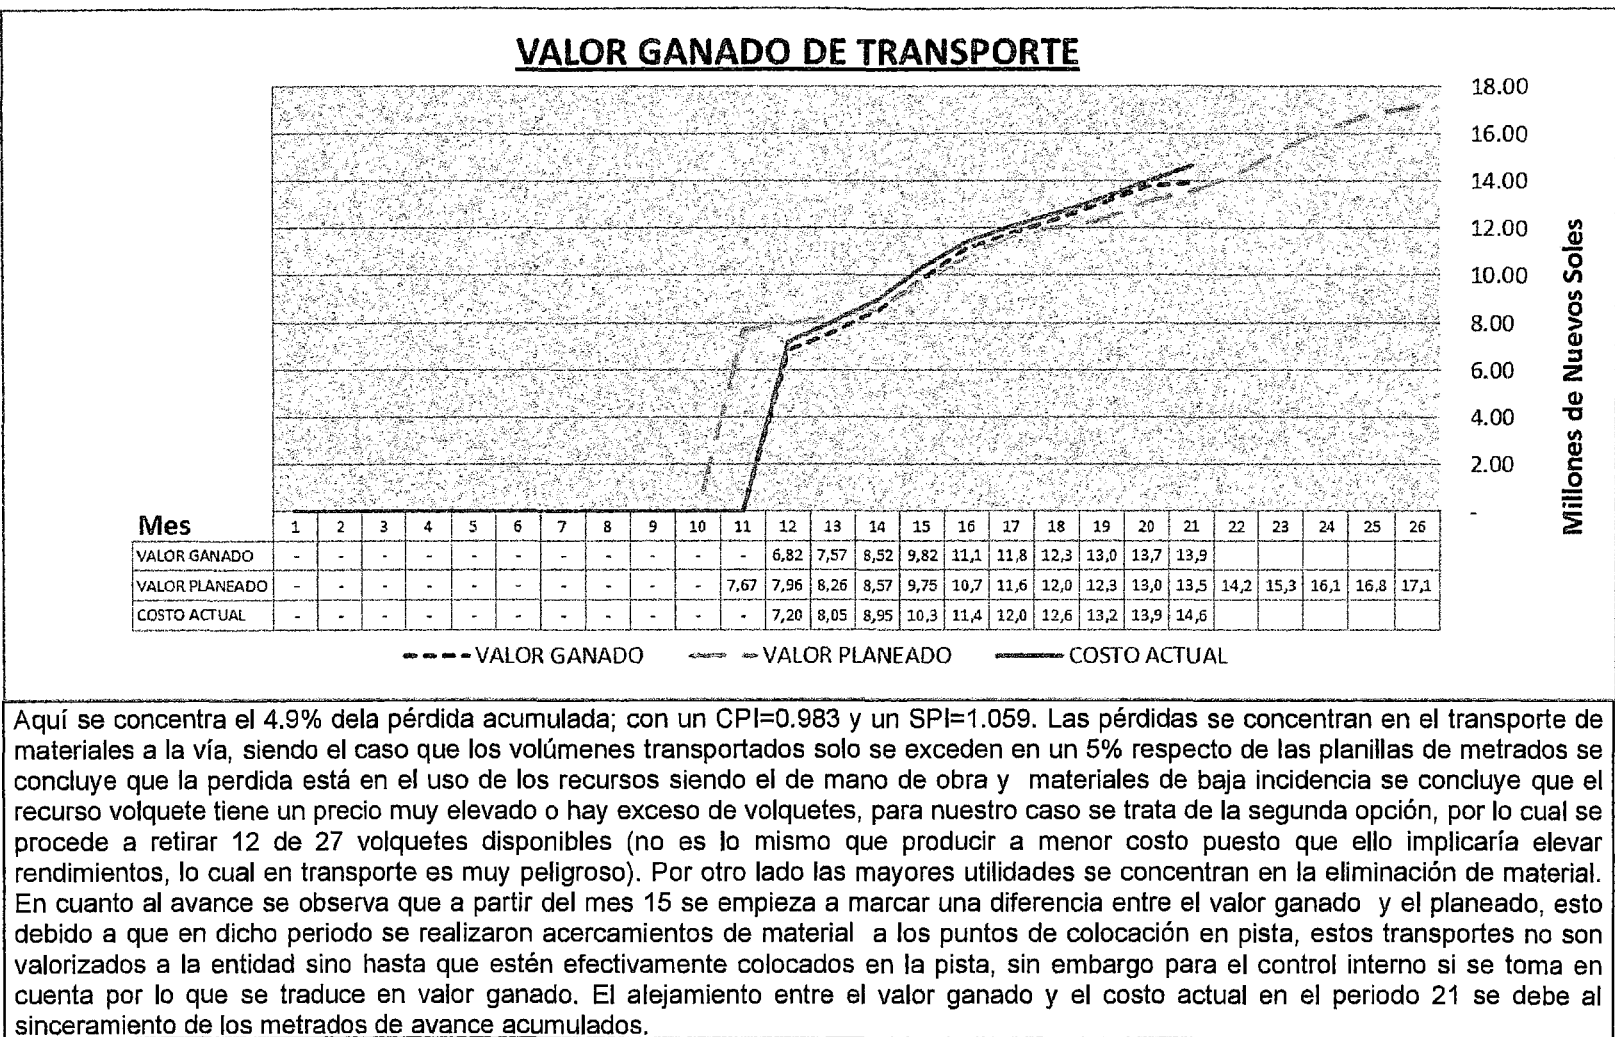 VALOR GANADO DE TRANSPORTE
18.00
16.00
14.00
12.00
10.00
8.00
6.00
4.00
2.00
-
Millones de Nuevos Soles
Mes 1 2 3 4 5 6 7 8 9 10 11 12 13 14 15 16 17 18 19 20 21 22 23 24 25 26
VALOR GANADO - - - - - - - - - - - 6,82 7,57 8,52 9,82 11,1 11,8 12,3 13,0 13,7 13,9
VALOR PLANEADO - - - - - - - - - - 7,67 7,96 8,26 8,57 9,75 10,7 11,6 12,0 12,3 13,0 13,5 14,2 15,3 16,1 16,8 17,1
COSTO ACTUAL - - - - - - - - - - - 7,20 8,05 8,95 10,3 11,4 12,0 12,6 13,2 13,9 14,6
VALOR GANADO VALOR PLANEADO COSTO ACTUAL
Aquí se concentra el 4.9% dela pérdida acumulada; con un CPI=0.983 y un SPI=1.059. Las pérdidas se concentran en el transporte de
materiales a la vía, siendo el caso que los volúmenes transportados solo se exceden en un 5% respecto de las planillas de metrados se
concluye que la perdida está en el uso de los recursos siendo el de mano de obra y materiales de baja incidencia se concluye que el
recurso volquete tiene un precio muy elevado o hay exceso de volquetes, para nuestro caso se trata de la segunda opción, por lo cual se
procede a retirar 12 de 27 volquetes disponibles (no es lo mismo que producir a menor costo puesto que ello implicaría elevar
rendimientos, lo cual en transporte es muy peligroso). Por otro lado las mayores utilidades se concentran en la eliminación de material.
En cuanto al avance se observa que a partir del mes 15 se empieza a marcar una diferencia entre el valor ganado y el planeado, esto
debido a que en dicho periodo se realizaron acercamientos de material a los puntos de colocación en pista, estos transportes no son
valorizados a la entidad sino hasta que estén efectivamente colocados en la pista, sin embargo para el control interno si se toma en
cuenta por lo que se traduce en valor ganado. El alejamiento entre el valor ganado y el costo actual en el periodo 21 se debe al
sinceramiento de los metrados de avance acumulados.